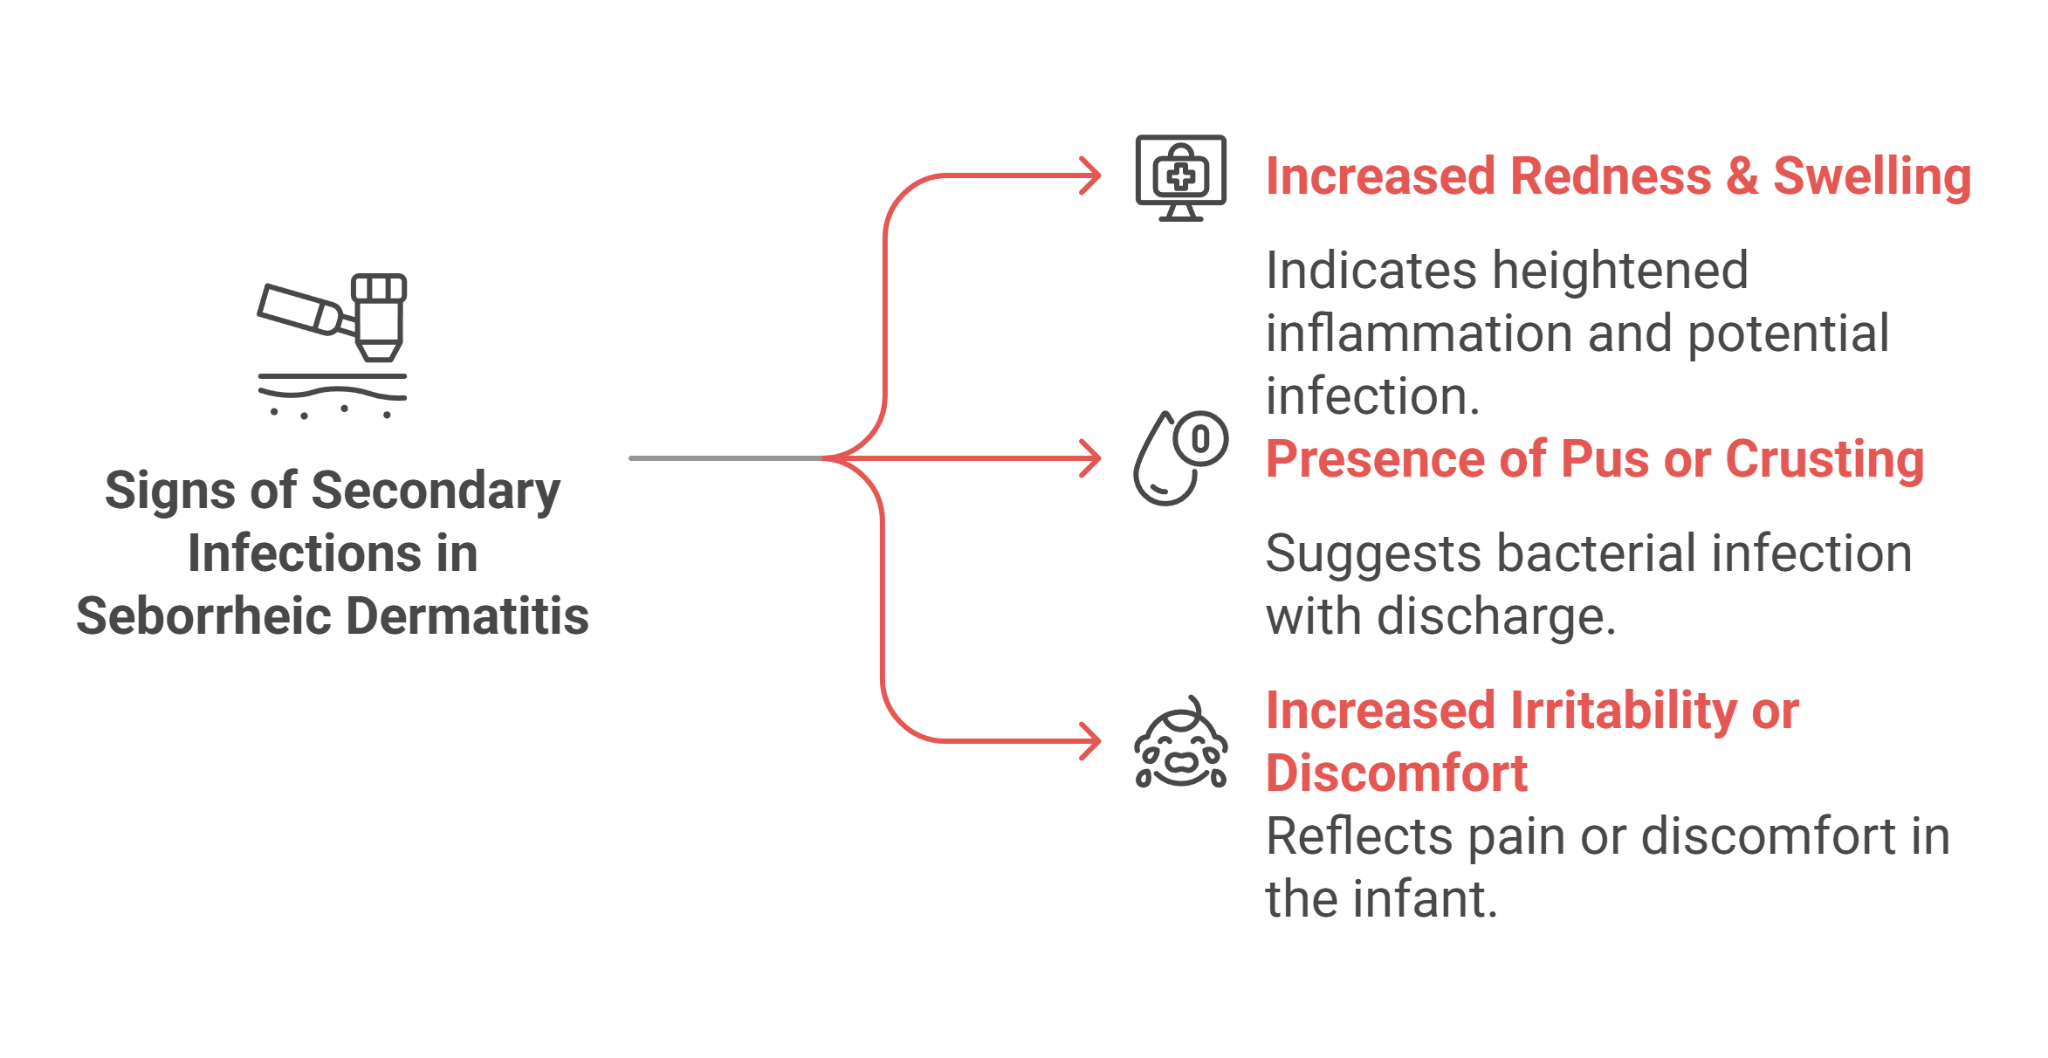 Signs of Secondary
Infections in
Seborrheic Dermatitis
Increased Redness & Swelling
Indicates heightened
inflammation and potential
infection.
0
Presence of Pus or Crusting
Suggests bacterial infection
with discharge.
Increased Irritability or
Discomfort
Reflects pain or discomfort in
the infant.